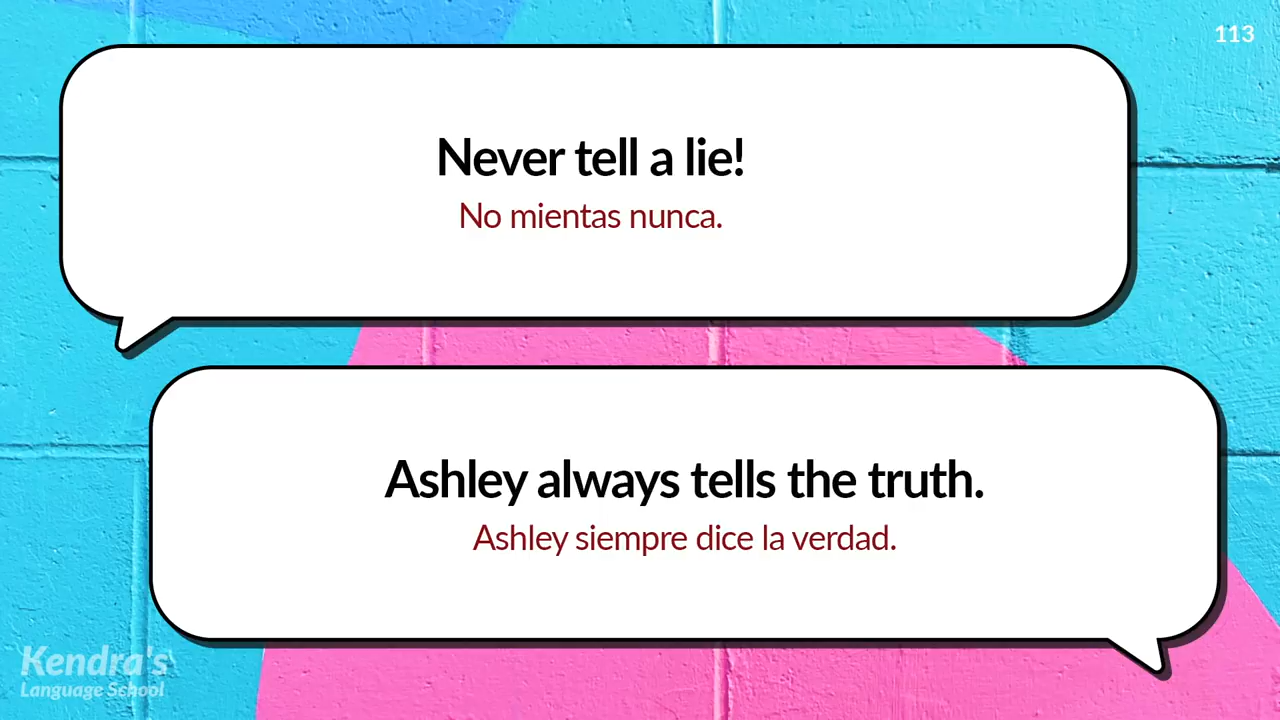 113
Never tell a lie!
No mientas nunca.
Ashley always tells the truth.
Ashley siempre dice la verdad.
Kendra's
Language School